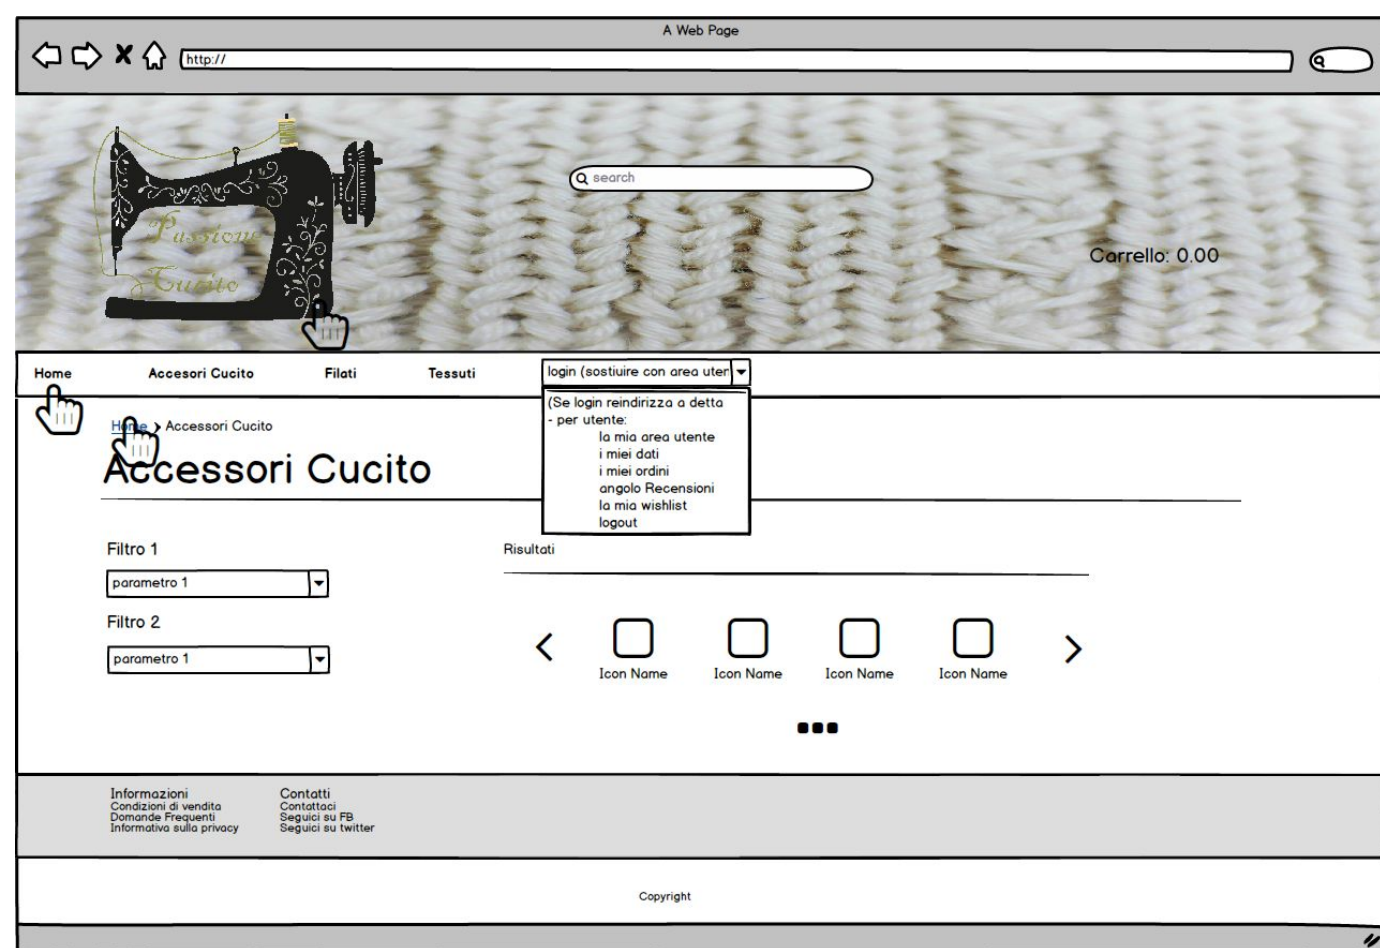 A Web Page
http://
search
Passione
Cucito
Carrello: 0.00
Home Accesori Cucito Filati Tessuti login (sostiuire con area uten
(Se login reindirizza a detta
- per utente:
la mia area utente
i miei dati
i miei ordini
angolo Recensioni
la mia wishlist
logout
Home > Accessori Cucito
Accessori Cucito
Filtro 1
parametro 1
Filtro 2
parametro 1
Risultati
Icon Name Icon Name Icon Name Icon Name
Informazioni
Condizioni di vendita
Domande Frequenti
Informativa sulla privacy
Contatti
Contattaci
Seguici su FB
Seguici su twitter
Copyright